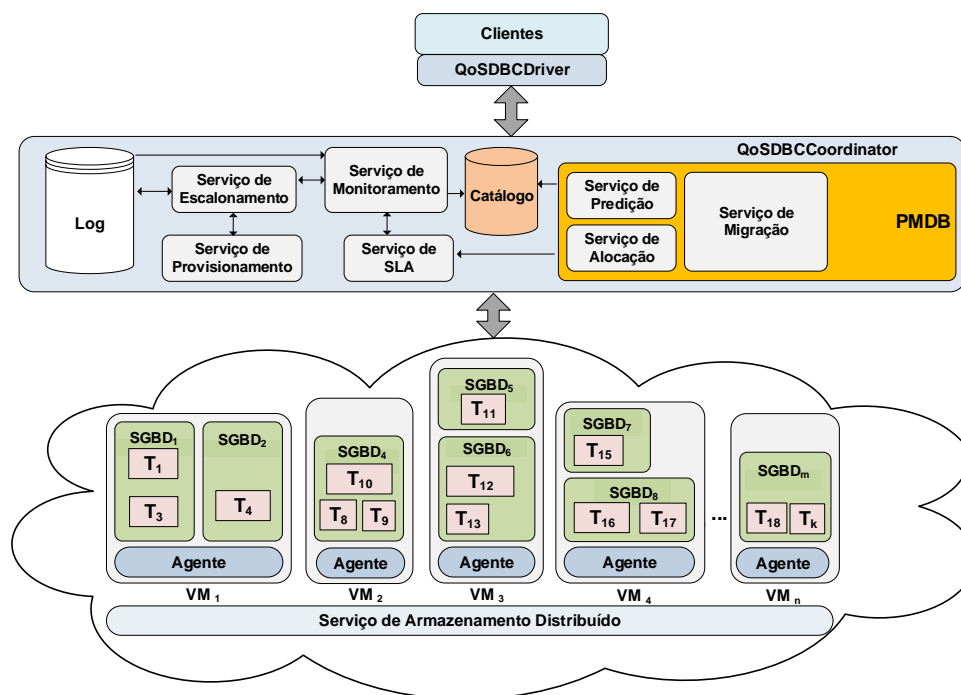 Clientes
QoSDBCDriver
QoSDBCCoordinator
Log
Serviço de
Escalonamento
Serviço de
Provisionamento
Serviço de
Monitoramento
Serviço de
SLA
Catálogo
Serviço de
Predição
Serviço de
Alocação
Serviço de
Migração
PMDB
SGBD1
T1
T3
SGBD2
T4
Agente
VM 1
SGBD4
T10
T8
T9
Agente
VM 2
SGBD5
T11
SGBD6
T12
T13
Agente
VM 3
SGBD7
T15
SGBD8
T16
T17
Agente
VM 4
...
SGBDm
T18
Tk
Agente
VM n
Serviço de Armazenamento Distribuído